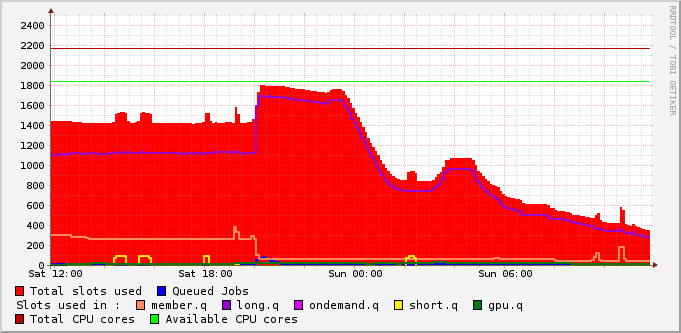 2400
2200
2000
1800
1600
1400
1200
1000
800
600
400
200
0
Sat 12:00 Sat 18:00 Sun 00:00 Sun 06:00
RRDTOOL / TOBI OETIKER
Total slots used Queued Jobs
Slots used in : member.q long.q ondemand.q short.q gpu.q
Total CPU cores Available CPU cores